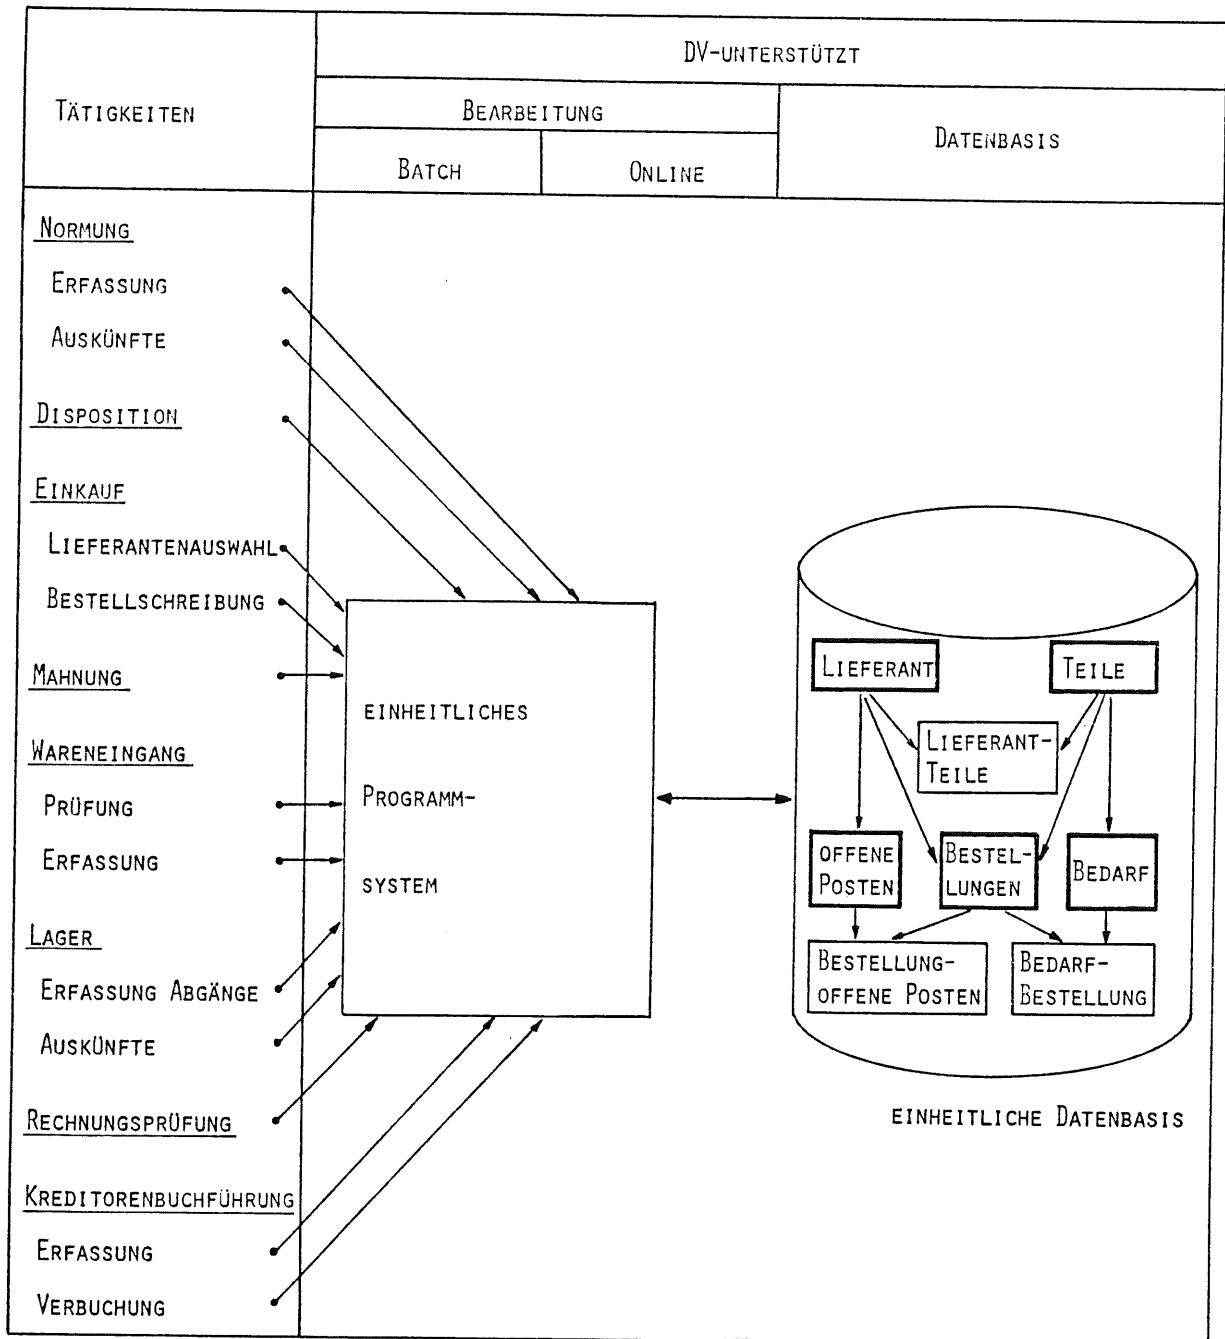 TÄTIGKEITEN
DV-UNTERSTÜTZT
BEARBEITUNG
DATENBASIS
BATCH
ONLINE
NORMUNG
ERFASSUNG
AUSKÜNFTE
DISPOSITION
EINKAUF
LIEFERANTENAUSWAHL
BESTELLSCHREIBUNG
MAHNUNG
WARENEINGANG
PRÜFUNG
ERFASSUNG
LAGER
ERFASSUNG ABGÄNGE
AUSKÜNFTE
RECHNUNGSPRÜFUNG
KREDITORENBUCHFÜHRUNG
ERFASSUNG
VERBUCHUNG
EINHEITLICHES
PROGRAMM-
SYSTEM
LIEFERANT
TEILE
LIEFERANT-
TEILE
OFFENE
POSTEN
BESTEL-
LUNGEN
BEDARF
BESTELLUNG-
OFFENE POSTEN
BEDARF-
BESTELLUNG
EINHEITLICHE DATENBASIS